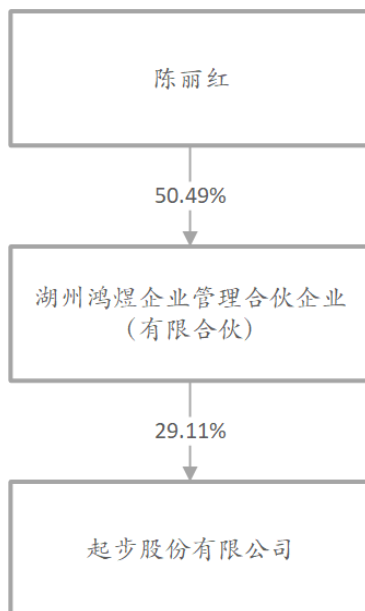 陈丽红
50.49%
湖州鸿煜企业管理合伙企业
（有限合伙）
29.11%
起步股份有限公司